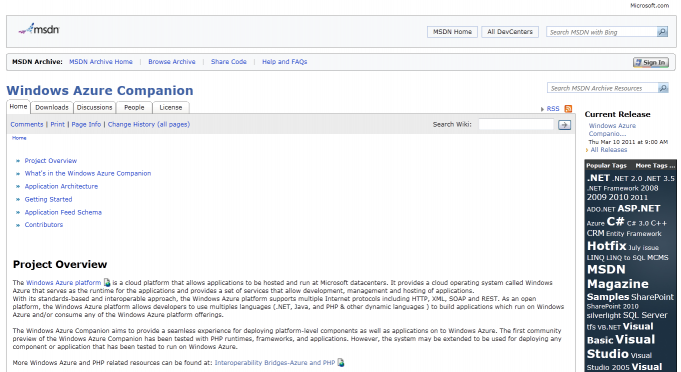 Microsoft.com
msdn
MSDN Home
All DevCenters
Search MSDN with Bing
MSDN Archive: MSDN Archive Home | Browse Archive | Share Code | Help and FAQs
Sign In
Windows Azure Companion
Search MSDN Archive Resources
Home Downloads Discussions People License
RSS
Comments | Print | Page Info | Change History (all pages)
Search Wiki:
Home
» Project Overview
» What's in the Windows Azure Companion
» Application Architecture
» Getting Started
» Application Feed Schema
» Contributors
Project Overview
The Windows Azure platform is a cloud platform that allows applications to be hosted and run at Microsoft datacenters. It provides a cloud operating system called Windows
Azure that serves as the runtime for the applications and provides a set of services that allow development, management and hosting of applications.
With its standards-based and interoperable approach, the Windows Azure platform supports multiple Internet protocols including HTTP, XML, SOAP and REST. As an open
platform, the Windows Azure platform allows developers to use multiples languages (.NET, Java, and PHP & other dynamic languages ) to build applications which run on Windows
Azure and/or consume any of the Windows Azure platform offerings.
The Windows Azure Companion aims to provide a seamless experience for deploying platform-level components as well as applications on to Windows Azure. The first community
preview of the Windows Azure Companion has been tested with PHP runtimes, frameworks, and applications. However, the system may be extended to be used for deploying any
component or application that has been tested to run on Windows Azure.
More Windows Azure and PHP related resources can be found at: Interoperability Bridges-Azure and PHP
Current Release
Windows Azure
Companio...
Thu Mar 10 2011 at 9:00 AM
› All Releases
Popular Tags More Tags ...
.NET .NET 2.0 .NET 3.5
.NET Framework 2008
2009 2010 2011
ADO.NET ASP.NET
Azure C# C# 3.0 C++
CRM Entity Framework
Hotfix July issue
LINQ LINQ to SQL MCMS
MSDN
Magazine
Samples SharePoint
SharePoint 2010
silverlight SQL Server
tfs VB.NET Visual
Basic Visual
Studio Visual
Studio 2005 Visual